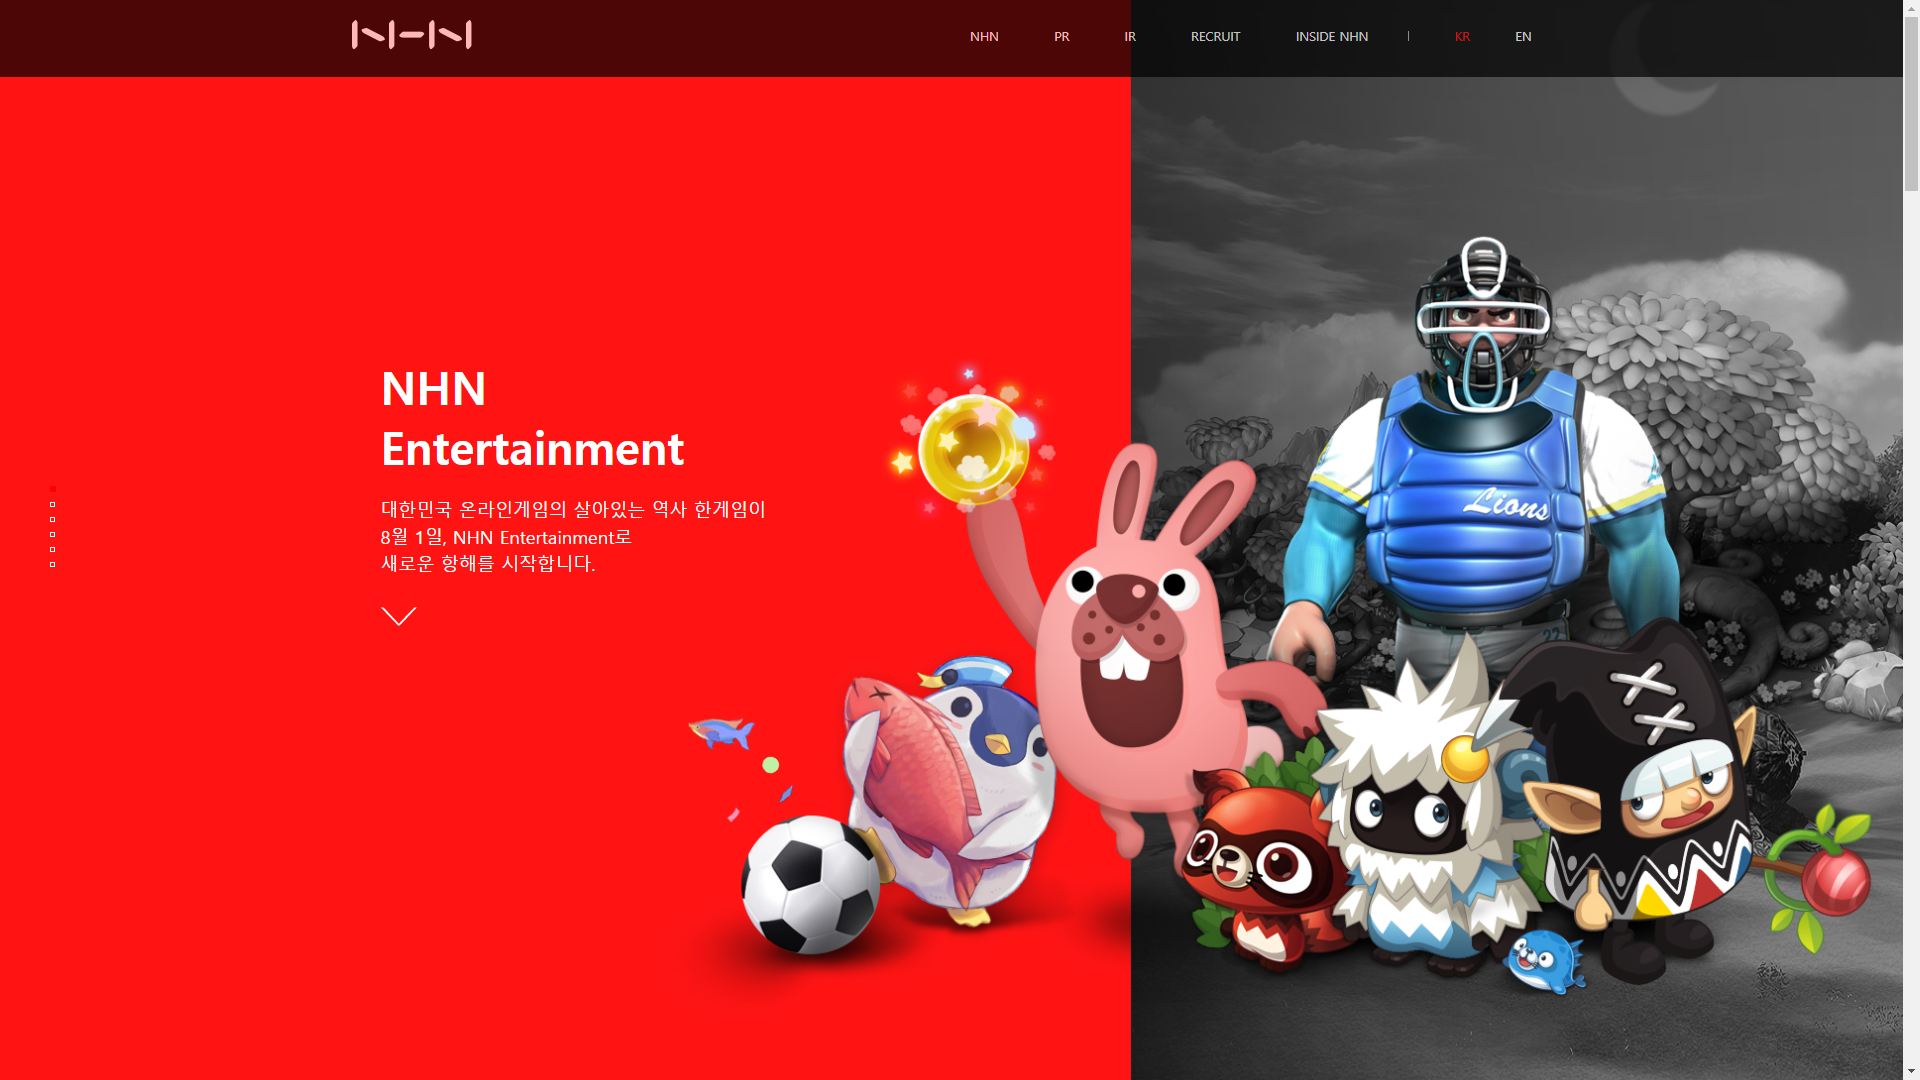 NHN
NHN
PR
IR
RECRUIT
INSIDE NHN
KR
EN
NHN
Entertainment
대한민국 온라인게임의 살아있는 역사 한게임이
8월 1일, NHN Entertainment로
새로운 항해를 시작합니다.
Lions
22